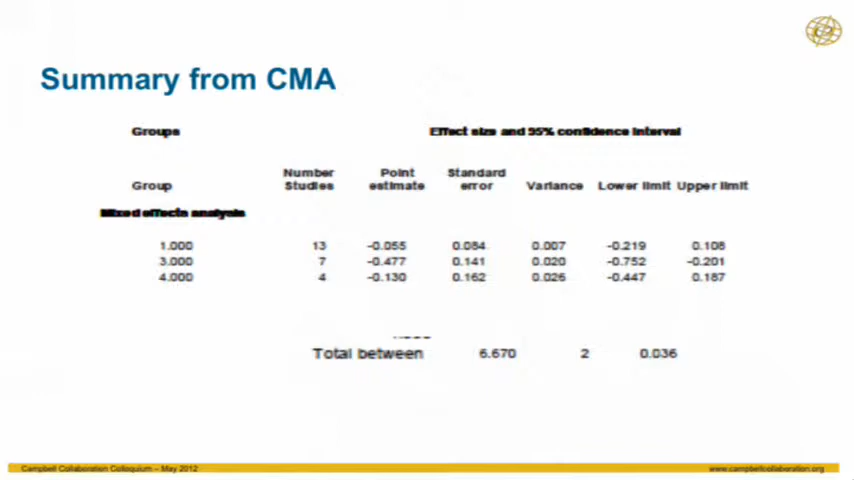 Summary from CMA
Groups Effect size and 95% confidence interval
Group Number Studies Point estimate Standard error Variance Lower limit Upper limit
Mixed effects analysis
1.000 13 -0.055 0.084 0.007 -0.219 0.108
3.000 7 -0.477 0.141 0.020 -0.752 -0.201
4.000 4 -0.130 0.162 0.026 -0.447 0.187
Total between 6.670 2 0.036
Campbell Collaboration Colloquium – May 2012 www.campbellcollaboration.org